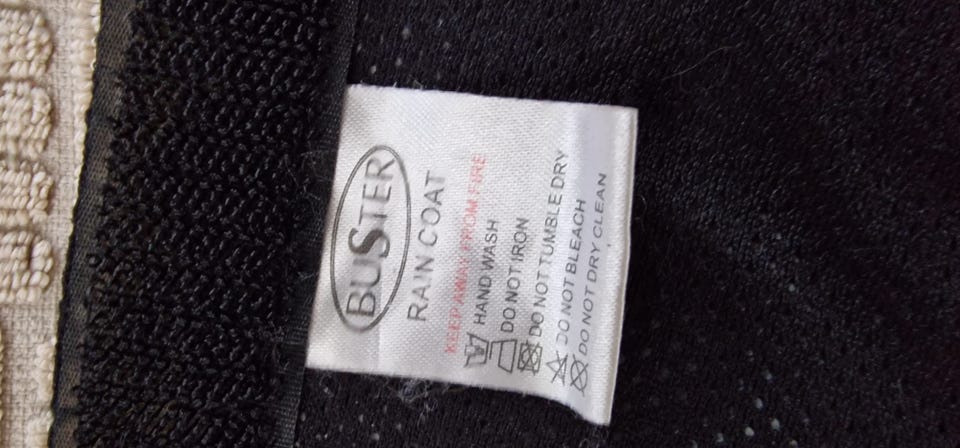 BUSTER
RAIN COAT
KEEP AWAY FROM FIRE
HAND WASH
DO NOT IRON
DO NOT TUMBLE DRY
DO NOT BLEACH
DO NOT DRY CLEAN